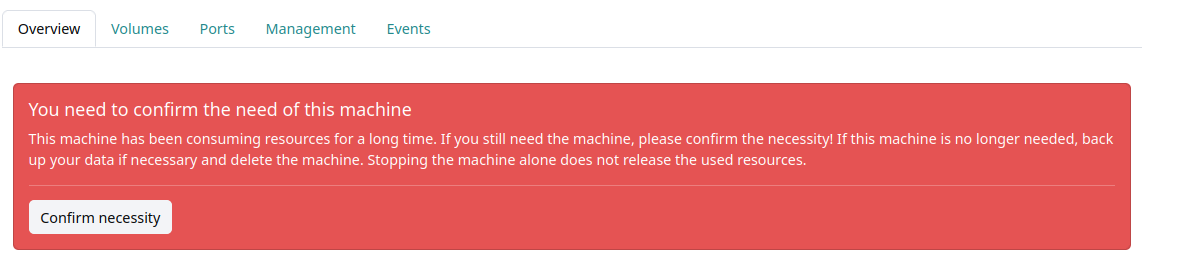 Overview Volumes Ports Management Events
You need to confirm the need of this machine
This machine has been consuming resources for a long time. If you still need the machine, please confirm the necessity! If this machine is no longer needed, back
up your data if necessary and delete the machine. Stopping the machine alone does not release the used resources.
Confirm necessity